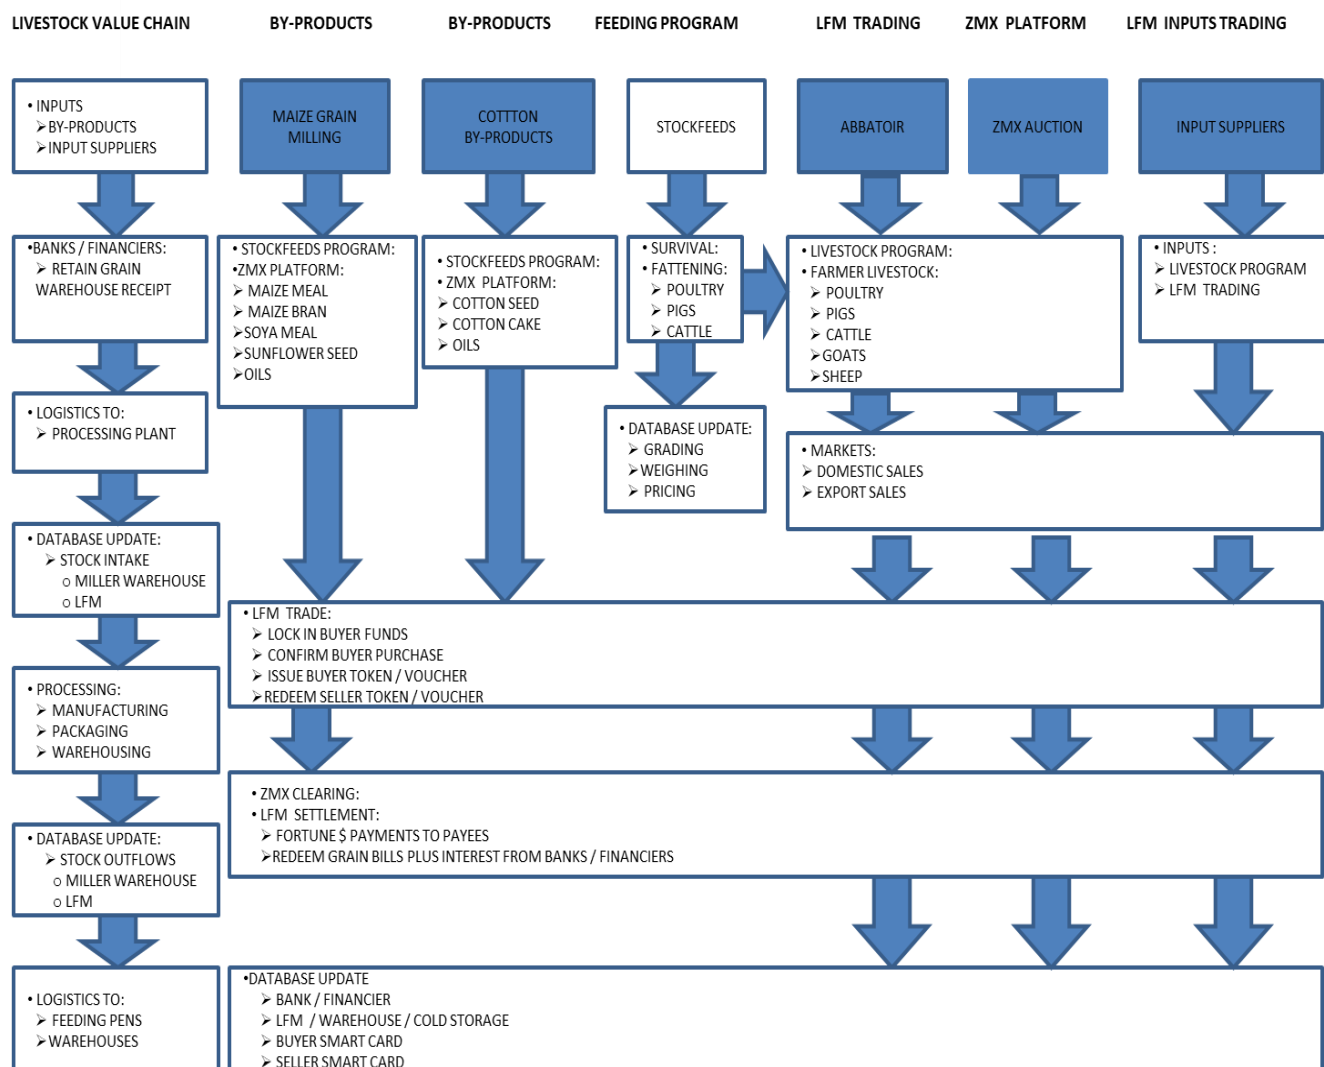 LIVESTOCK VALUE CHAIN
BY-PRODUCTS
BY-PRODUCTS
FEEDING PROGRAM
LFM TRADING
ZMX PLATFORM
LFM INPUTS TRADING
• INPUTS
➢BY-PRODUCTS
➢INPUT SUPPLIERS
MAIZE GRAIN
MILLING
COTTTON
BY-PRODUCTS
STOCKFEEDS
ABBATOIR
ZMX AUCTION
INPUT SUPPLIERS
•BANKS / FINANCIERS:
➢ RETAIN GRAIN
WAREHOUSE RECEIPT
• STOCKFEEDS PROGRAM:
•ZMX PLATFORM:
➢ MAIZE MEAL
➢ MAIZE BRAN
➢SOYA MEAL
➢SUNFLOWER SEED
➢OILS
• STOCKFEEDS PROGRAM:
• ZMX PLATFORM:
➢ COTTON SEED
➢ COTTON CAKE
➢ OILS
• SURVIVAL:
• FATTENING:
➢ POULTRY
➢ PIGS
➢ CATTLE
• LIVESTOCK PROGRAM:
• FARMER LIVESTOCK:
➢ POULTRY
➢ PIGS
➢ CATTLE
➢GOATS
➢SHEEP
• INPUTS :
➢ LIVESTOCK PROGRAM
➢ LFM TRADING
• LOGISTICS TO:
➢ PROCESSING PLANT
• DATABASE UPDATE:
➢ GRADING
➢WEIGHING
➢ PRICING
• MARKETS:
➢ DOMESTIC SALES
➢ EXPORT SALES
• DATABASE UPDATE:
➢ STOCK INTAKE
o MILLER WAREHOUSE
o LFM
• LFM TRADE:
➢ LOCK IN BUYER FUNDS
➢ CONFIRM BUYER PURCHASE
➢ ISSUE BUYER TOKEN / VOUCHER
➢REDEEM SELLER TOKEN / VOUCHER
• PROCESSING:
➢ MANUFACTURING
➢ PACKAGING
➢ WAREHOUSING
• ZMX CLEARING:
• LFM SETTLEMENT:
➢ FORTUNE $ PAYMENTS TO PAYEES
➢REDEEM GRAIN BILLS PLUS INTEREST FROM BANKS / FINANCIERS
• DATABASE UPDATE:
➢ STOCK OUTFLOWS
o MILLER WAREHOUSE
o LFM
• LOGISTICS TO:
➢ FEEDING PENS
➢WAREHOUSES
•DATABASE UPDATE
➢ BANK / FINANCIER
➢ LFM / WAREHOUSE / COLD STORAGE
➢ BUYER SMART CARD
➢ SELLER SMART CARD